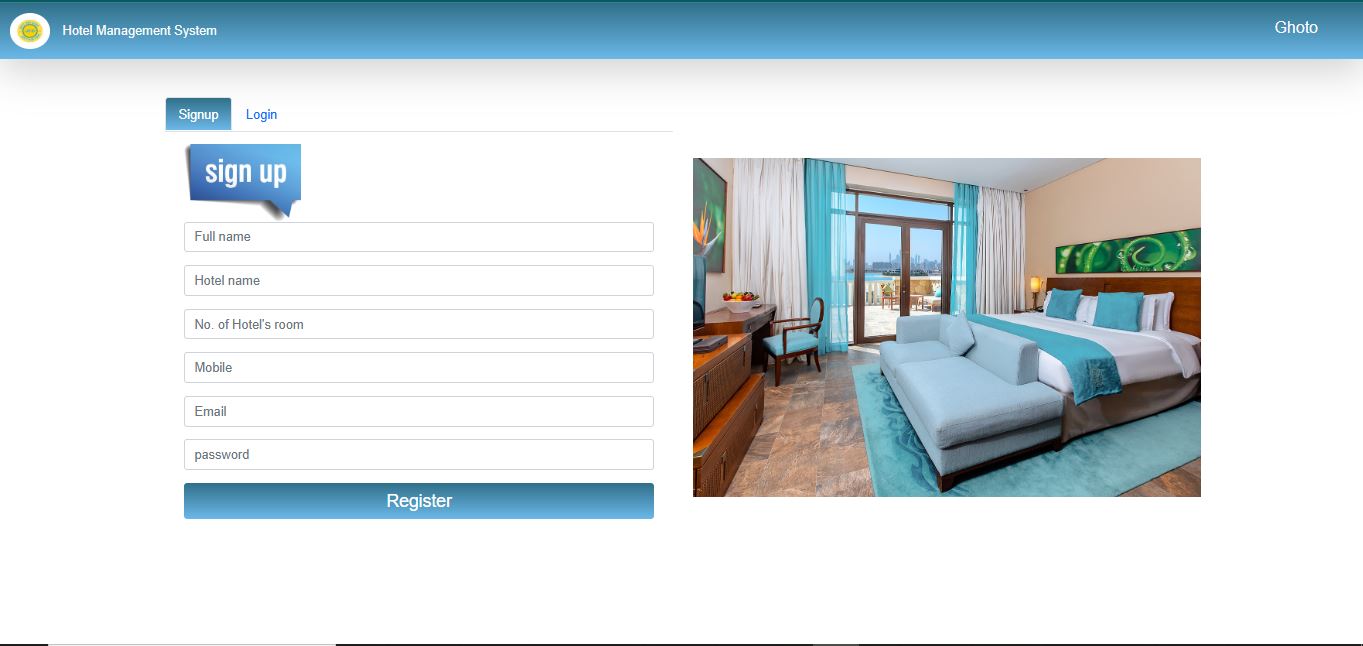 Hotel Management System
Ghoto
Signup
Login
sign up
Full name
Hotel name
No. of Hotel's room
Mobile
Email
password
Register